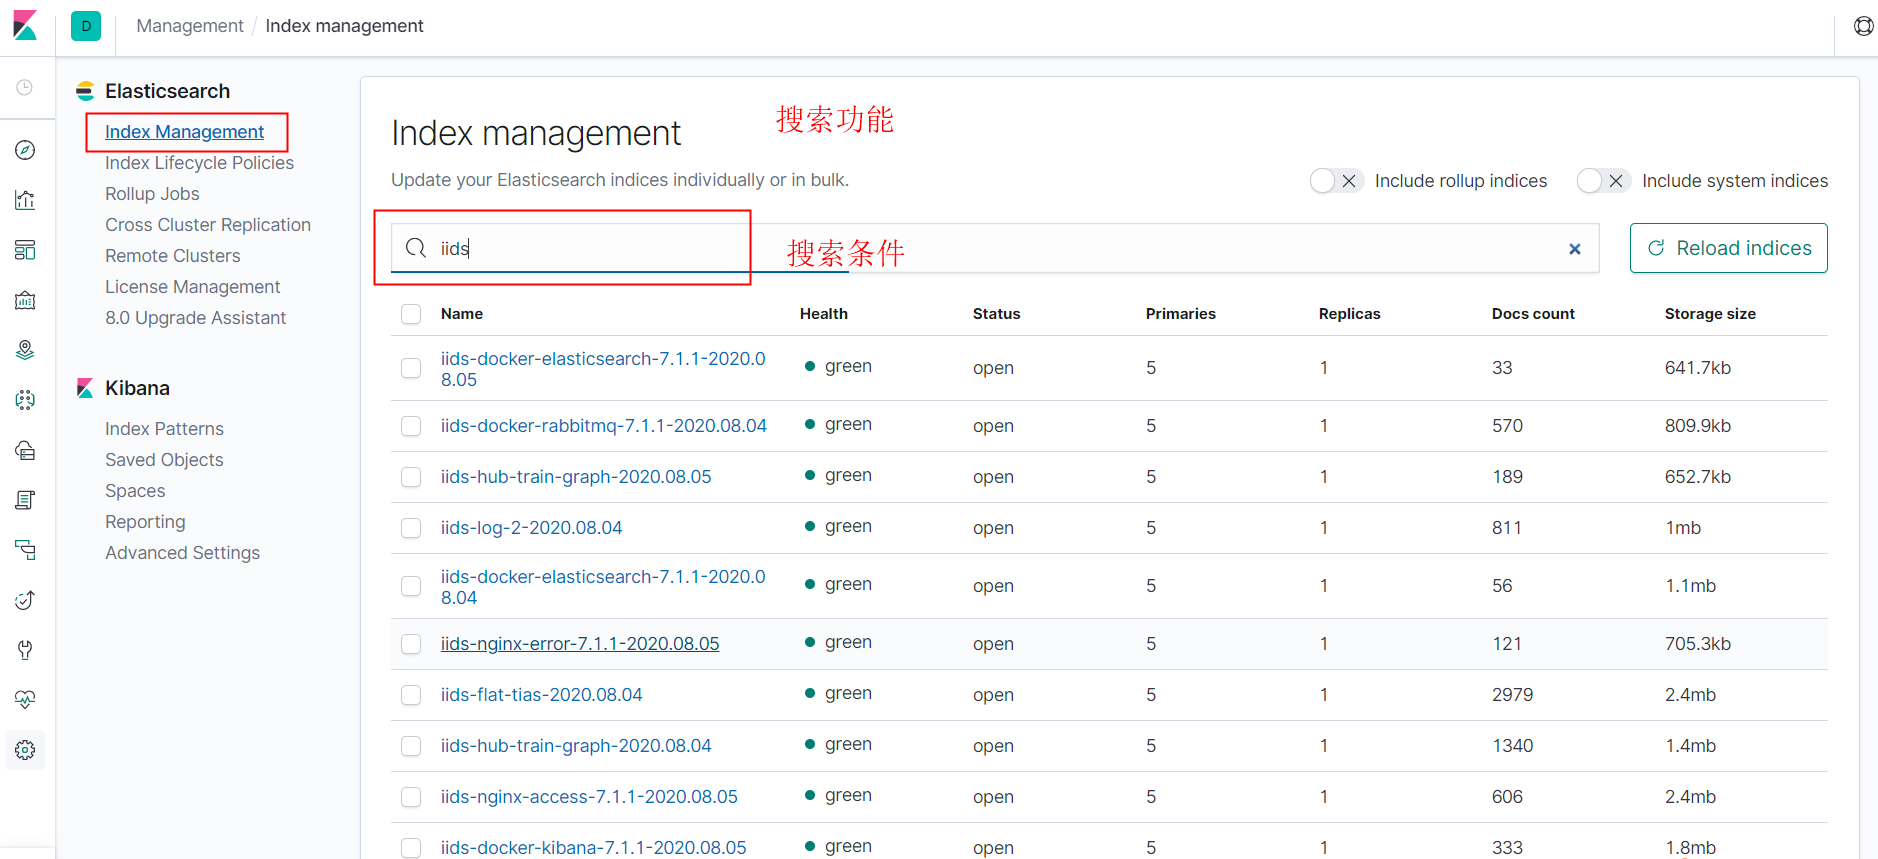 D
Management / Index management
Elasticsearch
Index Management
Index Lifecycle Policies
Rollup Jobs
Cross Cluster Replication
Remote Clusters
License Management
8.0 Upgrade Assistant
Kibana
Index Patterns
Saved Objects
Spaces
Reporting
Advanced Settings
Index management
搜索功能
Update your Elasticsearch indices individually or in bulk.
Include rollup indices
Include system indices
iids
搜索条件
Reload indices
Name Health Status Primaries Replicas Docs count Storage size
iids-docker-elasticsearch-7.1.1-2020.0
8.05
green open 5 1 33 641.7kb
iids-docker-rabbitmq-7.1.1-2020.08.04 green open 5 1 570 809.9kb
iids-hub-train-graph-2020.08.05 green open 5 1 189 652.7kb
iids-log-2-2020.08.04 green open 5 1 811 1mb
iids-docker-elasticsearch-7.1.1-2020.0
8.04
green open 5 1 56 1.1mb
iids-nginx-error-7.1.1-2020.08.05 green open 5 1 121 705.3kb
iids-flat-tias-2020.08.04 green open 5 1 2979 2.4mb
iids-hub-train-graph-2020.08.04 green open 5 1 1340 1.4mb
iids-nginx-access-7.1.1-2020.08.05 green open 5 1 606 2.4mb
iids-docker-kibana-7.1.1-2020.08.05 green open 5 1 333 1.8mb